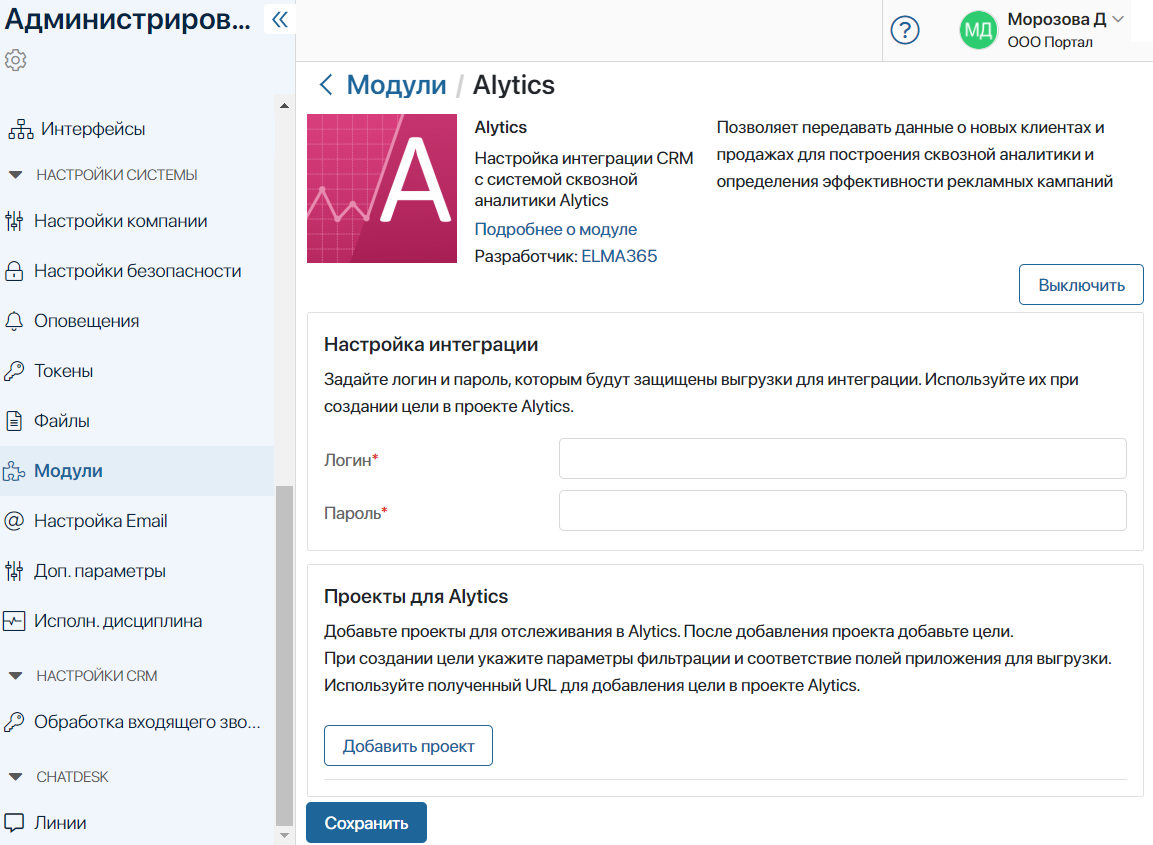 Администриров...
Интерфейсы
НАСТРОЙКИ СИСТЕМЫ
Настройки компании
Настройки безопасности
Оповещения
Токены
Файлы
Модули
Настройка Email
Доп. параметры
Исполн. дисциплина
НАСТРОЙКИ CRM
Обработка входящего зво...
CHATDESK
Линии
?
МД
Морозова Д
ООО Портал
Модули / Alytics
A
Alytics
Настройка интеграции CRM
с системой сквозной
аналитики Alytics
Подробнее о модуле
Разработчик: ELMA365
Позволяет передавать данные о новых клиентах и
продажах для построения сквозной аналитики и
определения эффективности рекламных кампаний
Выключить
Настройка интеграции
Задайте логин и пароль, которым будут защищены выгрузки для интеграции. Используйте их при
создании цели в проекте Alytics.
Логин*
Пароль*
Проекты для Alytics
Добавьте проекты для отслеживания в Alytics. После добавления проекта добавьте цели.
При создании цели укажите параметры фильтрации и соответствие полей приложения для выгрузки.
Используйте полученный URL для добавления цели в проекте Alytics.
Добавить проект
Сохранить